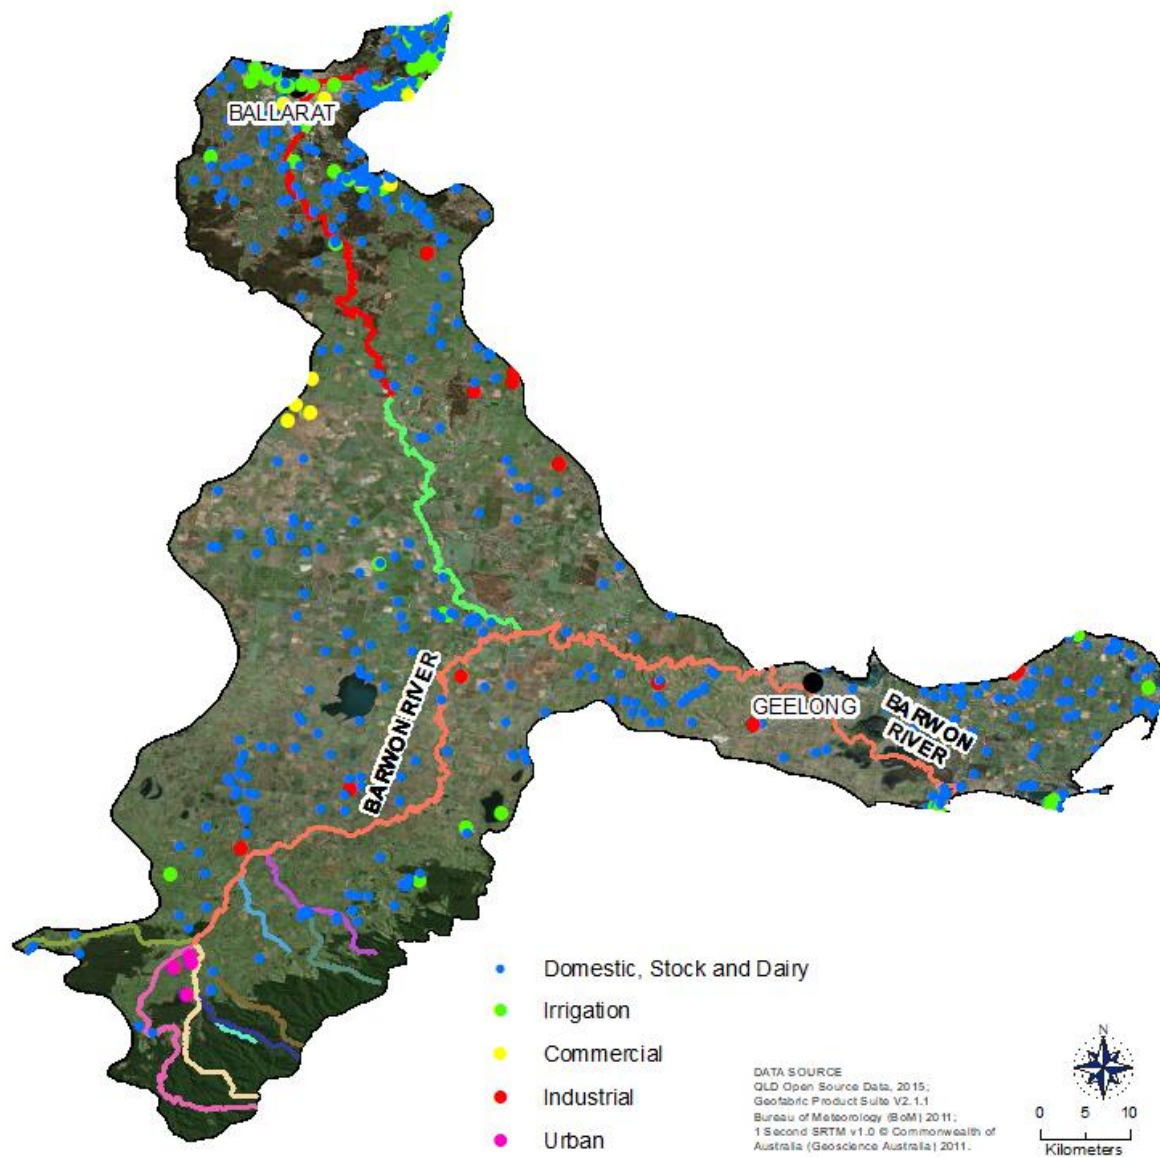 BALLARAT
BARWON RIVER
GEELONG
BARWON
RIVER
Domestic, Stock and Dairy
Irrigation
Commercial
Industrial
Urban
DATA SOURCE
QLD Open Source Data, 2015;
Geofabric Product Suite V2.1.1
Bureau of Meteorology (BoM) 2011;
1 Second SRTM v1.0 © Commonwealth of
Australia (Geoscience Australia) 2011.
N
0 5 10
Kilometers